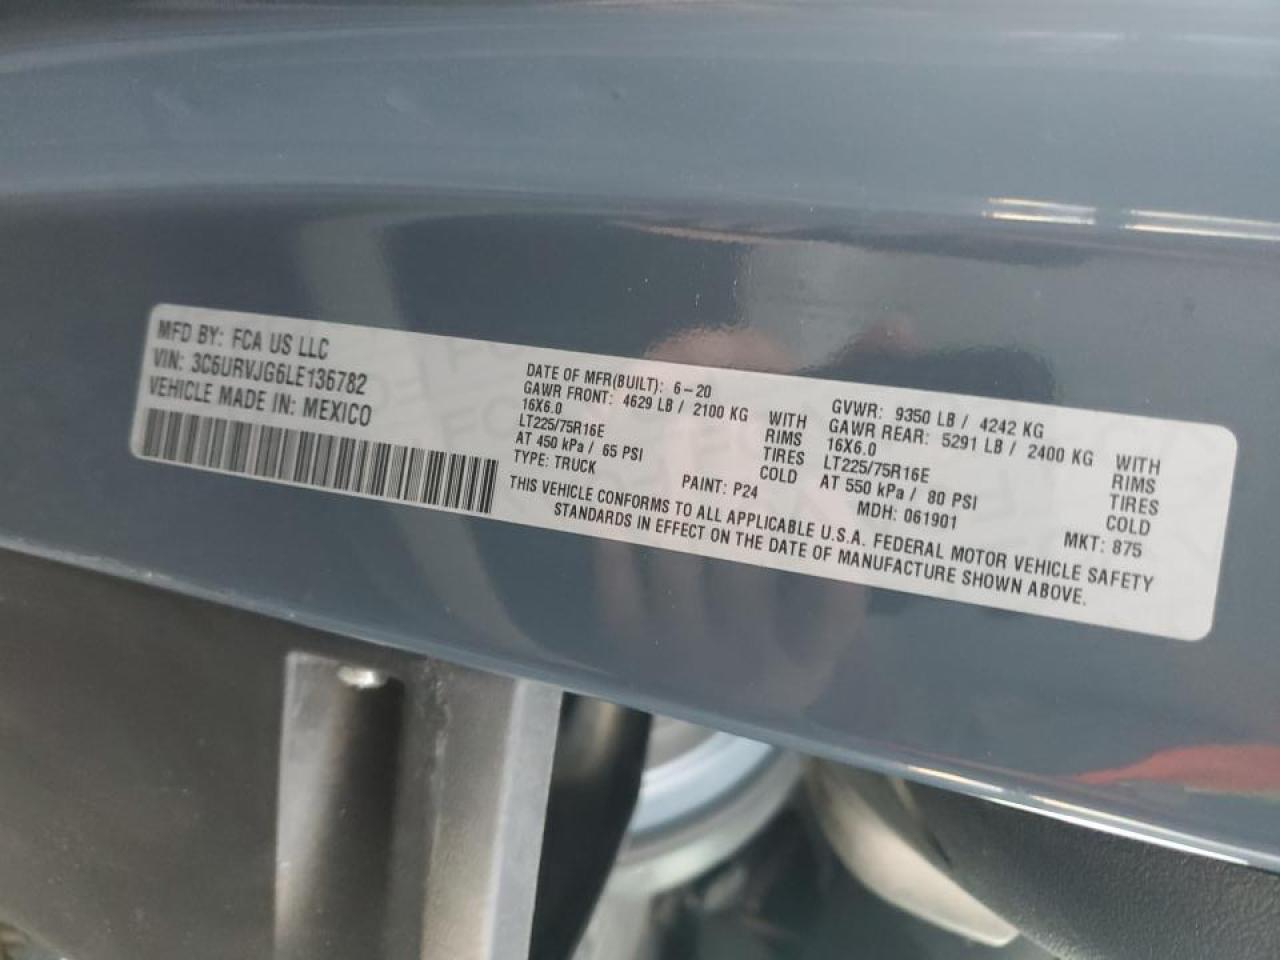 MFD BY: FCA US LLC
VIN: 3C6URVJG6LE136782
VEHICLE MADE IN: MEXICO
DATE OF MFR(BUILT): 6-20
GAWR FRONT: 4629 LB / 2100 KG WITH
16X6.0 RIMS
LT225/75R16E TIRES
AT 450 kPa / 65 PSI COLD
TYPE: TRUCK
PAINT: P24
GVWR: 9350 LB / 4242 KG
GAWR REAR: 5291 LB / 2400 KG WITH
16X6.0 RIMS
LT225/75R16E TIRES
AT 550 kPa / 80 PSI COLD
MDH: 061901
MKT: 875
THIS VEHICLE CONFORMS TO ALL APPLICABLE U.S.A. FEDERAL MOTOR VEHICLE SAFETY
STANDARDS IN EFFECT ON THE DATE OF MANUFACTURE SHOWN ABOVE.